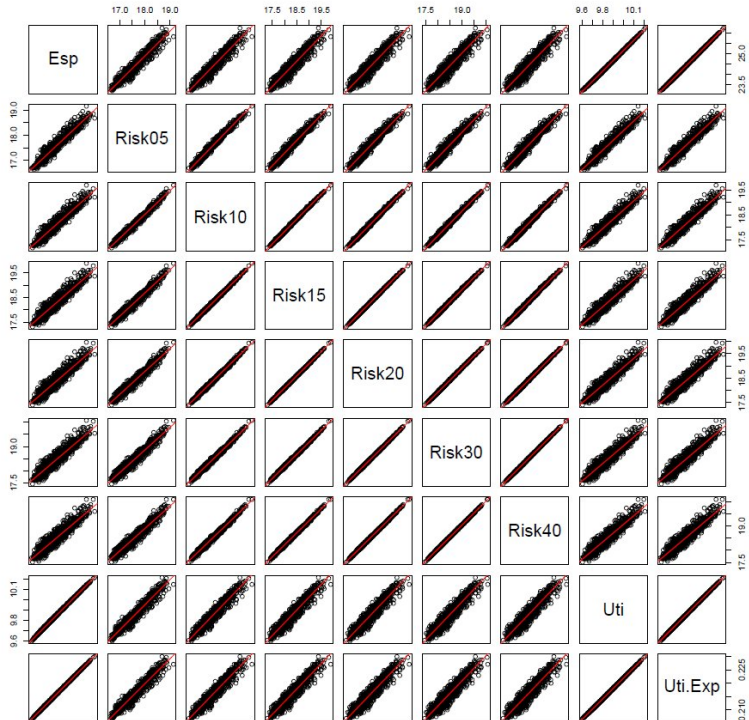 17.0 18.0 19.0 17.5 18.5 19.5 17.5 19.0 9.6 9.8 10.1
Esp 23.5 25.0
17.0 18.0 19.0 Risk05
Risk10 17.5 18.5 19.5
17.5 18.5 19.5 Risk15
Risk20 17.5 18.5 19.5
17.5 19.0 Risk30
Risk40 17.5 19.0
9.6 9.8 10.1 Uti
Uti.Exp 0.210 0.225